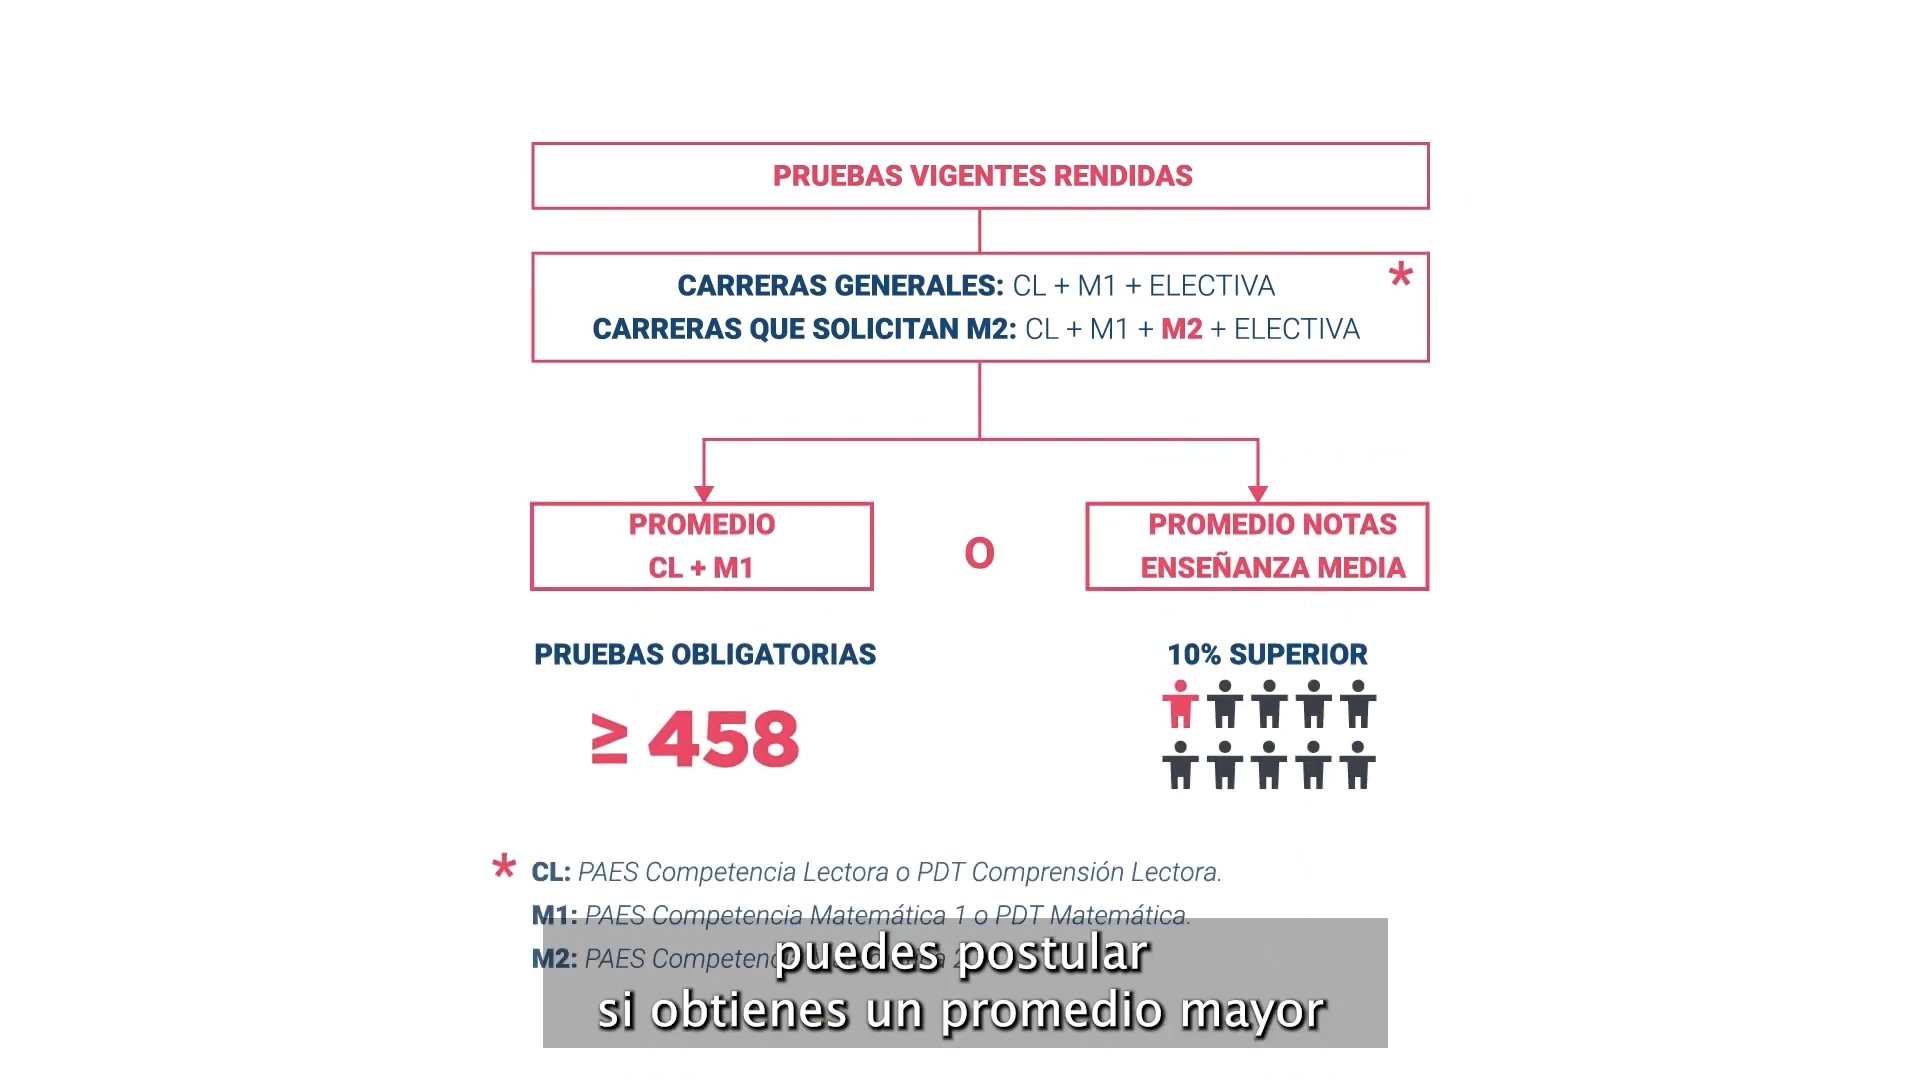 PRUEBAS VIGENTES RENDIDAS
CARRERAS GENERALES: CL + M1 + ELECTIVA *
CARRERAS QUE SOLICITAN M2: CL + M1 + M2 + ELECTIVA
PROMEDIO
CL + M1
O
PROMEDIO NOTAS
ENSEÑANZA MEDIA
PRUEBAS OBLIGATORIAS
≥ 458
10% SUPERIOR
* CL: PAES Competencia Lectora o PDT Comprensión Lectora.
M1: PAES Competencia Matemática 1 o PDT Matemática.
M2: PAES
puedes postular
si obtienes un promedio mayor